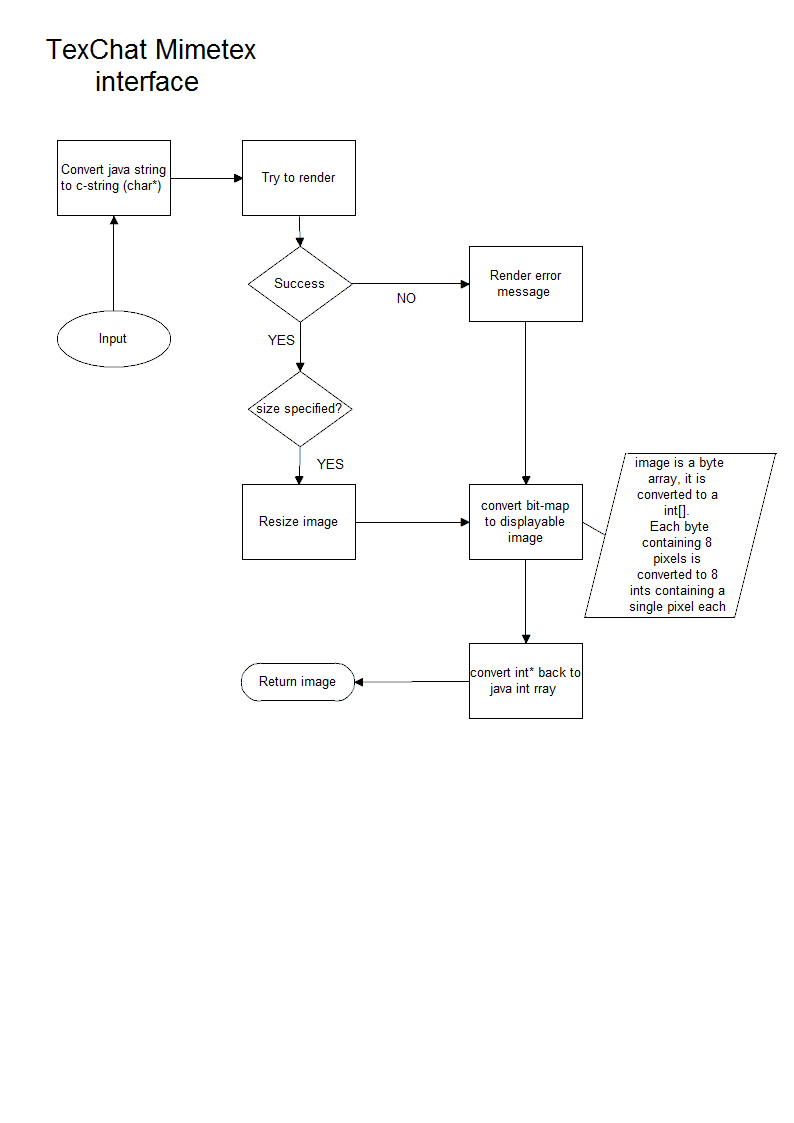 TexChat Mimetex
interface
Convert java string
to c-string (char*)
Try to render
Success
NO
Render error
message
Input
YES
size specified?
YES
Resize image
convert bit-map
to displayable
image
image is a byte
array, it is
converted to a
int[].
Each byte
containing 8
pixels is
converted to 8
ints containing a
single pixel each
convert int* back to
java int rray
Return image